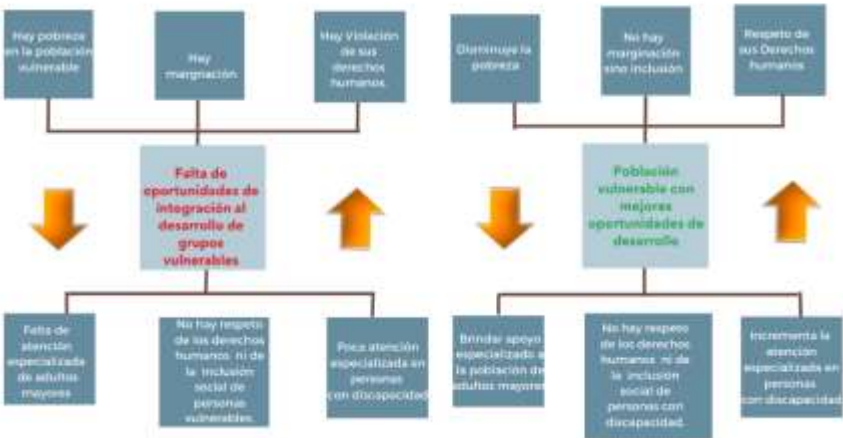 Hay pobreza
en la población
vulnerable
Hay
marginación
Hay Violación
de sus
derechos
humanos.
Disminuye la
pobreza
No hay
marginación
sino inclusión
Respeto de
sus Derechos
humanos
Falta de
oportunidades de
integración al
desarrollo de
grupos
vulnerables
Población
vulnerable con
mejores
oportunidades de
desarrollo
Falta de
atención
especializada
de adultos
mayores
No hay respeto
de los derechos
humanos ni de
la inclusión
social de
personas
vulnerables.
Poca atención
especializada en
personas
con discapacidad
Brindar apoyo
especializado a
la población de
adultos mayores
No hay respeto
de los derechos
humanos ni de
la inclusión
social de
personas con
discapacidad.
Incrementa la
atención
especializada en
personas
con discapacidad